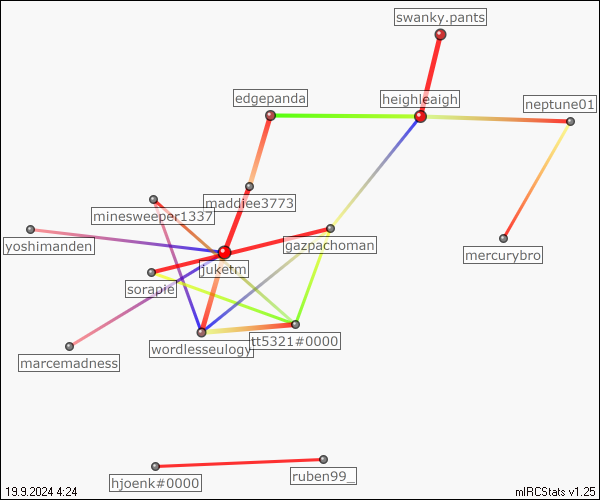 swanky.pants
edgepanda
heighleaigh
neptune01
maddiee3773
minesweeper1337
yoshimanden
gazpachoman
mercurybro
juketm
sorapie
wordlesseulogy
tt5321#0000
marcemadness
hjoenk#0000
ruben99_
19.9.2024 4:24
mIRCStats v1.25